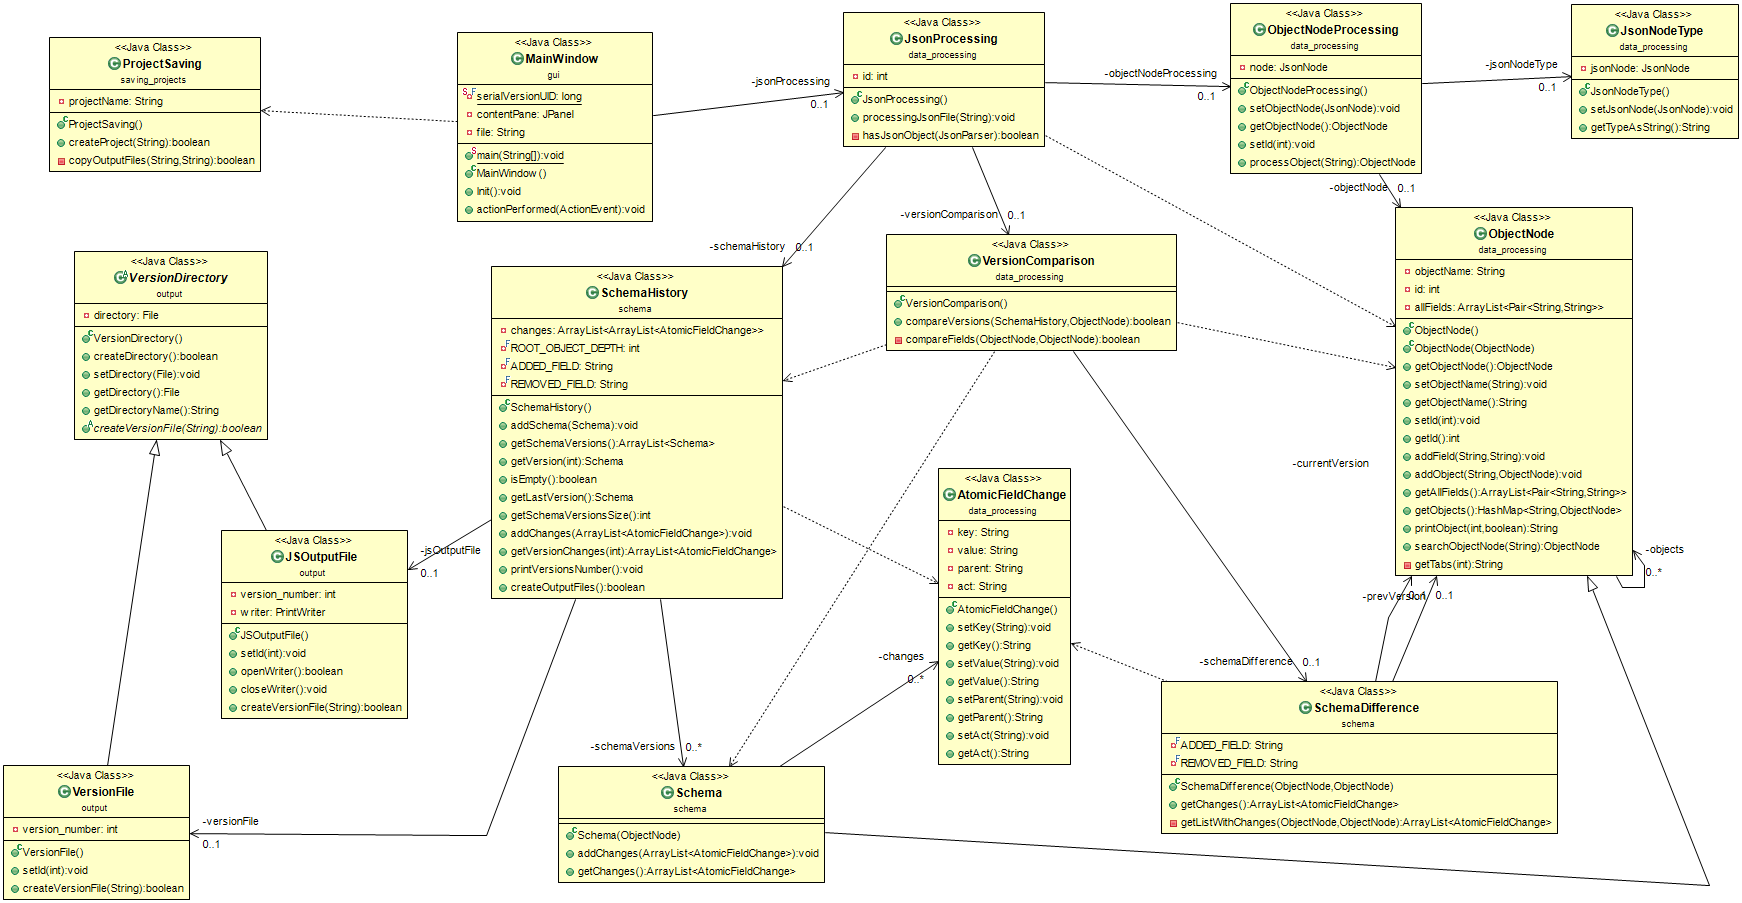 <<Java Class>>
ProjectSaving
saving_projects
projectName: String
ProjectSaving()
createProject(String):boolean
copyOutputFiles(String,String):boolean
<<Java Class>>
MainWindow
gui
serialVersionUID: long
contentPane: JPanel
file: String
main(String[]):void
MainWindow ()
Init():void
actionPerformed(ActionEvent):void
-jsonProcessing
0..1
<<Java Class>>
JsonProcessing
data_processing
id: int
JsonProcessing()
processingJsonFile(String):void
hasJsonObject(JsonParser):boolean
-objectNodeProcessing
0..1
<<Java Class>>
ObjectNodeProcessing
data_processing
node: JsonNode
ObjectNodeProcessing()
setObjectNode(JsonNode):void
getObjectNode():ObjectNode
setId(int):void
processObject(String):ObjectNode
-jsonNodeType
0..1
<<Java Class>>
JsonNodeType
data_processing
jsonNode: JsonNode
JsonNodeType()
setJsonNode(JsonNode):void
getTypeAsString():String
-objectNode
0..1
-versionComparison
0..1
-schemaHistory
0..1
<<Java Class>>
VersionDirectory
output
directory: File
VersionDirectory()
createDirectory():boolean
setDirectory(File):void
getDirectory():File
getDirectoryName():String
createVersionFile(String):boolean
<<Java Class>>
SchemaHistory
schema
changes: ArrayList<ArrayList<AtomicFieldChange>>
ROOT_OBJECT_DEPTH: int
ADDED_FIELD: String
REMOVED_FIELD: String
SchemaHistory()
addSchema(Schema):void
getSchemaVersions():ArrayList<Schema>
getVersion(int):Schema
isEmpty():boolean
getLastVersion():Schema
getSchemaVersionsSize():int
addChanges(ArrayList<AtomicFieldChange>):void
getVersionChanges(int):ArrayList<AtomicFieldChange>
printVersionsNumber():void
createOutputFiles():boolean
<<Java Class>>
VersionComparison
data_processing
VersionComparison()
compareVersions(SchemaHistory,ObjectNode):boolean
compareFields(ObjectNode,ObjectNode):boolean
<<Java Class>>
ObjectNode
data_processing
objectName: String
id: int
allFields: ArrayList<Pair<String,String>>
ObjectNode()
ObjectNode(ObjectNode)
getObjectNode():ObjectNode
setObjectName(String):void
getObjectName():String
setId(int):void
getId():int
addField(String,String):void
addObject(String,ObjectNode):void
getAllFields():ArrayList<Pair<String,String>>
getObjects():HashMap<String,ObjectNode>
printObject(int,boolean):String
searchObjectNode(String):ObjectNode
getTabs(int):String
-objects
0..*
-currentVersion
0..1
-prevVersion
0..1
<<Java Class>>
AtomicFieldChange
data_processing
key: String
value: String
parent: String
act: String
AtomicFieldChange()
setKey(String):void
getKey():String
setValue(String):void
getValue():String
setParent(String):void
getParent():String
setAct(String):void
getAct():String
-jsOutputFile
0..1
<<Java Class>>
JSOutputFile
output
version_number: int
writer: PrintWriter
JSOutputFile()
setId(int):void
openWriter():boolean
closeWriter():void
createVersionFile(String):boolean
-changes
0..*
-schemaDifference
0..1
<<Java Class>>
SchemaDifference
schema
ADDED_FIELD: String
REMOVED_FIELD: String
SchemaDifference(ObjectNode,ObjectNode)
getChanges():ArrayList<AtomicFieldChange>
getListWithChanges(ObjectNode,ObjectNode):ArrayList<AtomicFieldChange>
-schemaVersions
0..*
<<Java Class>>
Schema
schema
Schema(ObjectNode)
addChanges(ArrayList<AtomicFieldChange>):void
getChanges():ArrayList<AtomicFieldChange>
<<Java Class>>
VersionFile
output
version_number: int
VersionFile()
setId(int):void
createVersionFile(String):boolean
-versionFile
0..1